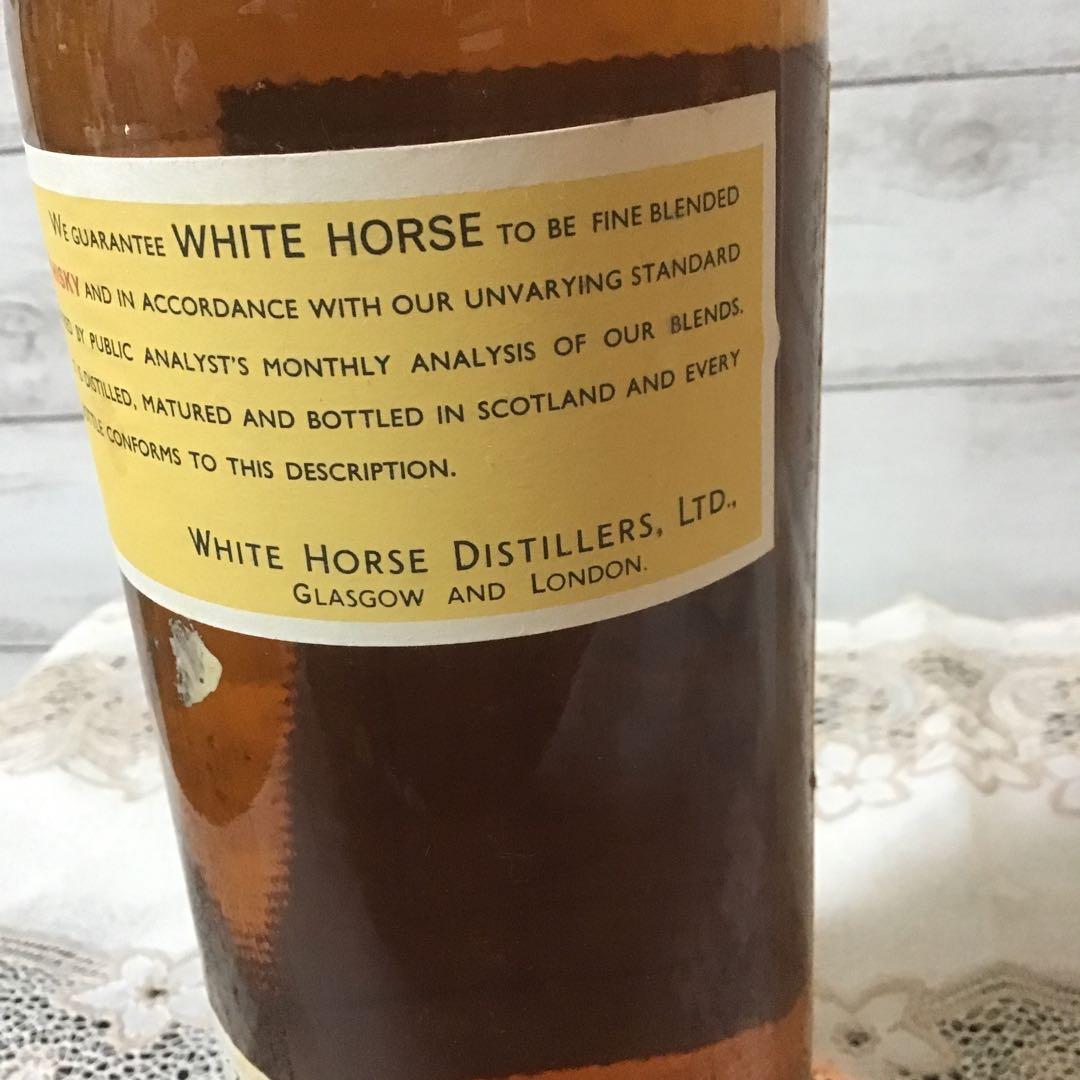 WE GUARANTEE WHITE HORSE TO BE FINE BLENDED
AND IN ACCORDANCE WITH OUR UNVARYING STANDARD
BY PUBLIC ANALYST'S MONTHLY ANALYSIS OF OUR BLENDS.
DISTILLED, MATURED AND BOTTLED IN SCOTLAND AND EVERY
CONFORMS TO THIS DESCRIPTION.
WHITE HORSE DISTILLERS, LTD.,
GLASGOW AND LONDON.